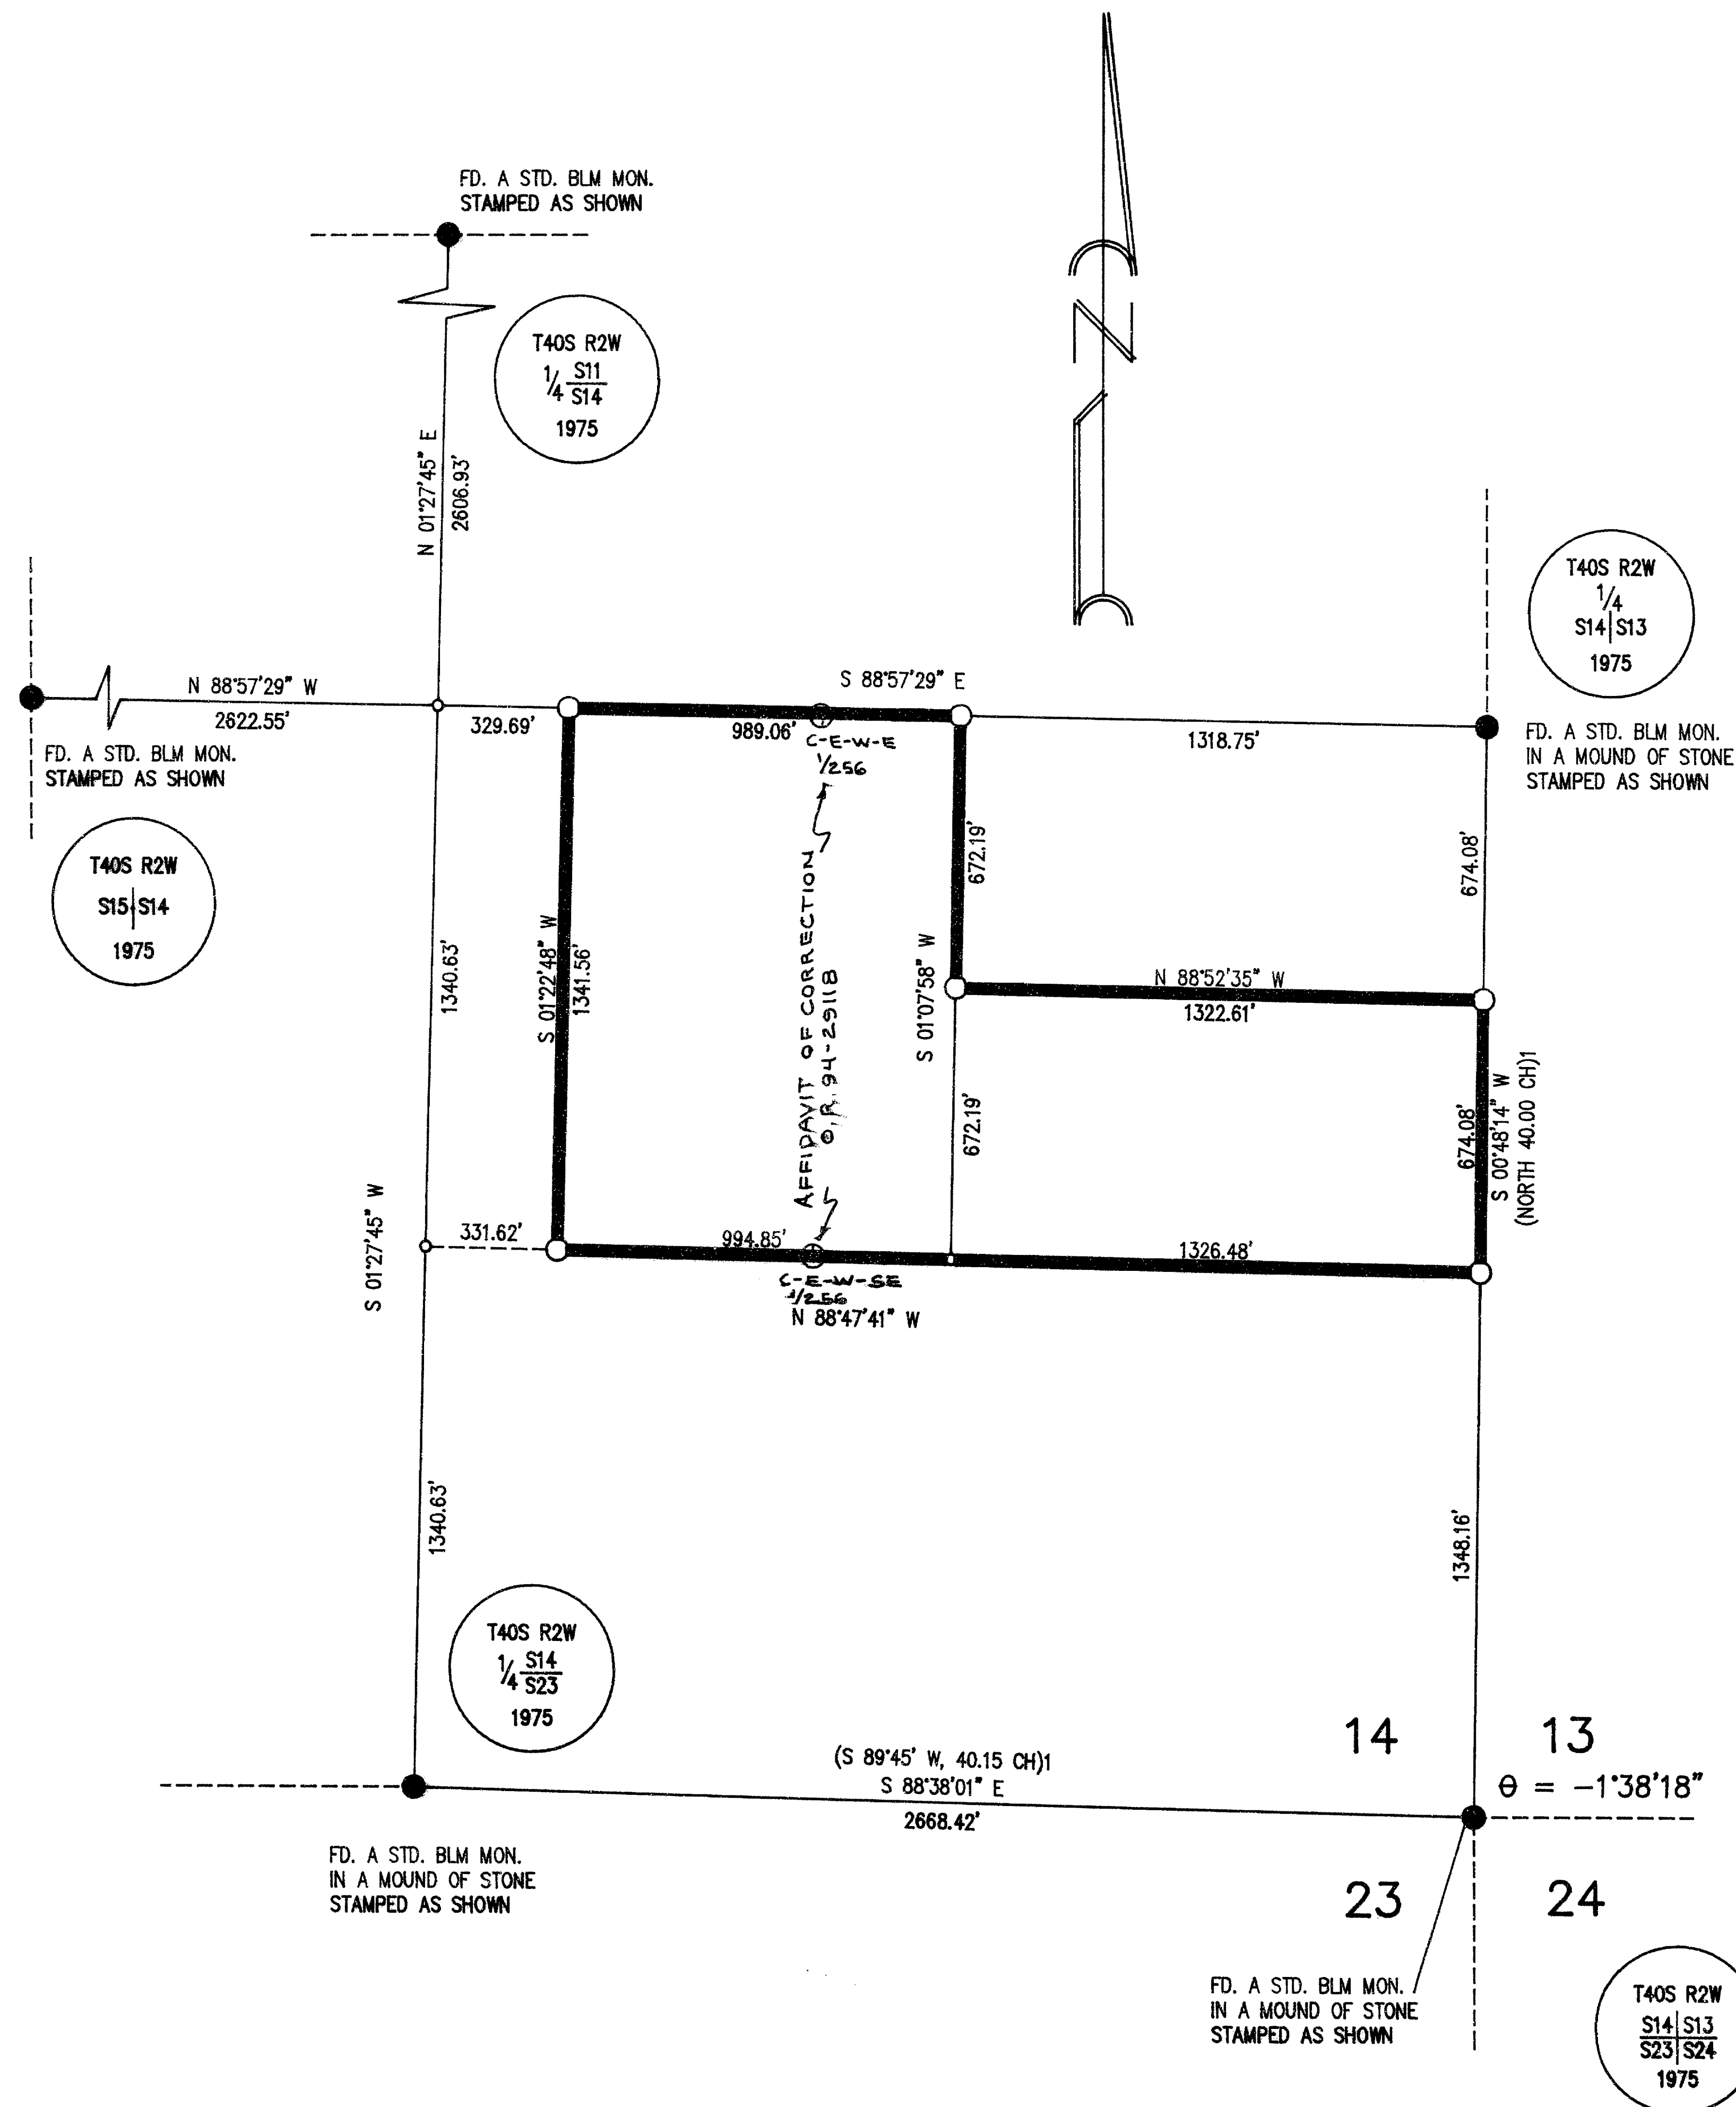 FD. A STD. BLM MON.
STAMPED AS SHOWN
T40S R2W
1/4 S11
S14
1975
N 01°27'45" E
2606.93'
T40S R2W
1/4
S14|S13
1975
N 88°57'29" W
2622.55'
329.69'
S 88°57'29" E
989.06'
C-E-W-E
1/256
1318.75'
FD. A STD. BLM MON.
STAMPED AS SHOWN
FD. A STD. BLM MON.
IN A MOUND OF STONE
STAMPED AS SHOWN
T40S R2W
S15|S14
1975
1340.63'
S 01°22'48" W
1341.56'
AFFIDAVIT OF CORRECTION
O.R. 94-29118
672.19'
674.08'
S 01°07'58" W
N 88°52'35" W
1322.61'
672.19'
674.08'
S 00°48'14" W
(NORTH 40.00 CH)1
S 01°27'45" W
331.62'
994.85'
1326.48'
C-E-W-SE
1/256
N 88°47'41" W
1340.63'
1348.16'
T40S R2W
1/4 S14
S23
1975
14
13
(S 89°45' W, 40.15 CH)1
S 88°38'01" E
2668.42'
Θ = -1°38'18"
FD. A STD. BLM MON.
IN A MOUND OF STONE
STAMPED AS SHOWN
23
24
FD. A STD. BLM MON.
IN A MOUND OF STONE
STAMPED AS SHOWN
T40S R2W
S14|S13
S23|S24
1975